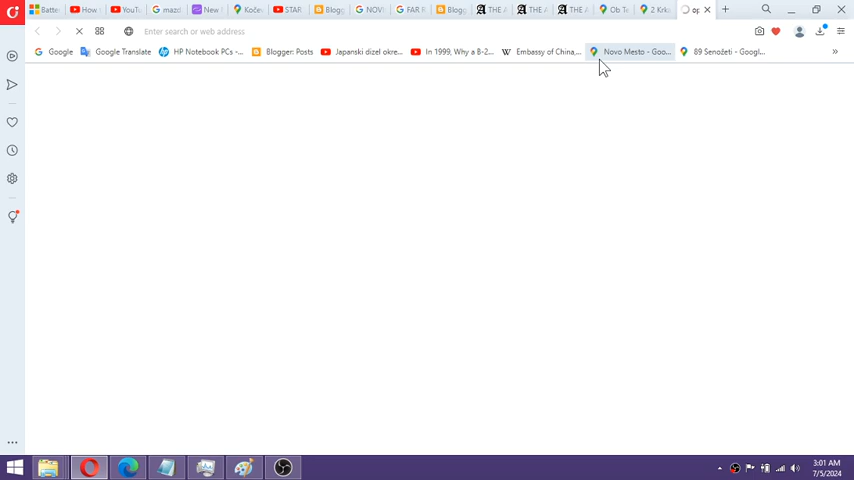 Batte How YouTu mazo New Koče STAR Blogg NOV FAR R Blogg THE A THE A THE A Ob Te 2 Krka op
Enter search or web address
Google Google Translate HP Notebook PCs -... Blogger: Posts Japanski dizel okre... In 1999, Why a B-2... Embassy of China,... Novo Mesto - Goo... 89 Senožeti - Googl...
3:01 AM
7/5/2024